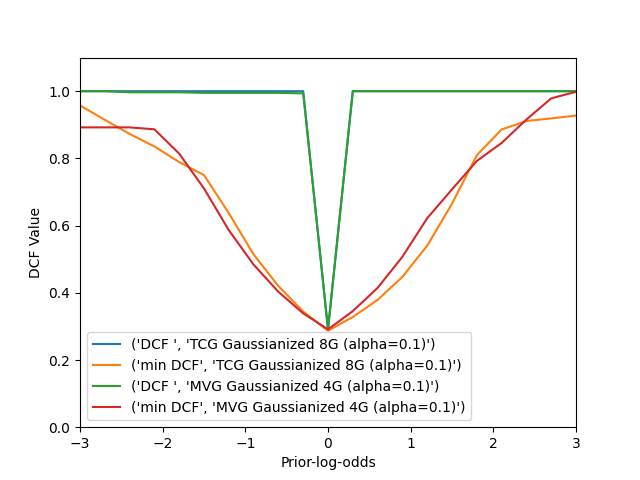 1.0
0.8
0.6
0.4
0.2
0.0
DCF Value
('DCF ', 'TCG Gaussianized 8G (alpha=0.1)')
('min DCF', 'TCG Gaussianized 8G (alpha=0.1)')
('DCF ', 'MVG Gaussianized 4G (alpha=0.1)')
('min DCF', 'MVG Gaussianized 4G (alpha=0.1)')
−3 −2 −1 0 1 2 3
Prior-log-odds